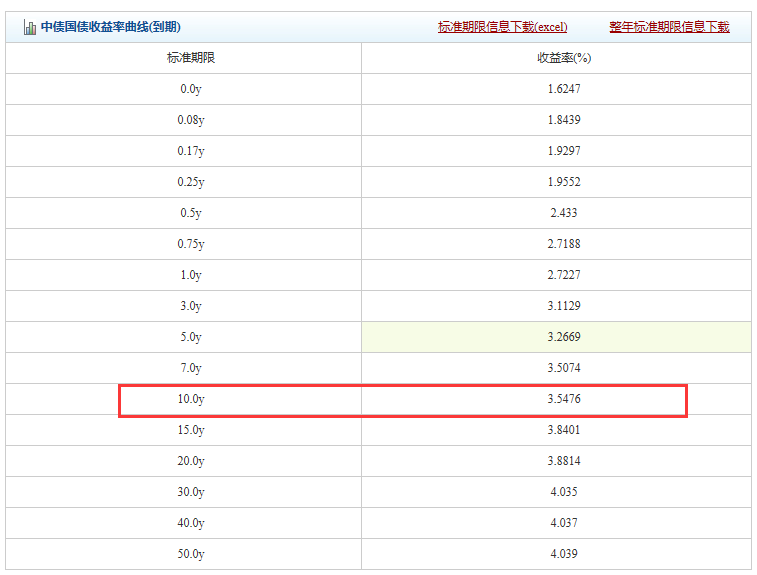 中债国债收益率曲线(到期) 标准期限信息下载(excel) 整年标准期限信息下载
标准期限 收益率(%)
0.0y 1.6247
0.08y 1.8439
0.17y 1.9297
0.25y 1.9552
0.5y 2.433
0.75y 2.7188
1.0y 2.7227
3.0y 3.1129
5.0y 3.2669
7.0y 3.5074
10.0y 3.5476
15.0y 3.8401
20.0y 3.8814
30.0y 4.035
40.0y 4.037
50.0y 4.039